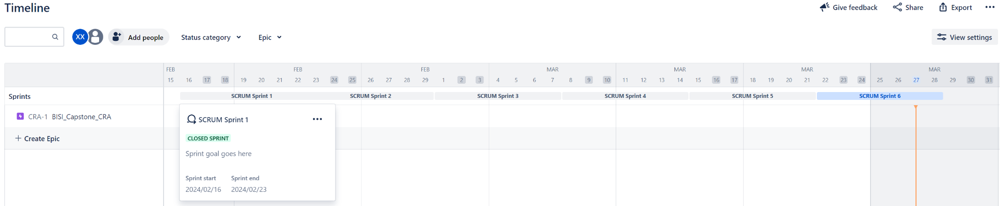 Timeline
Give feedback Share Export
XX Add people Status category Epic View settings
FEB FEB FEB MAR MAR MAR MAR
15 16 17 18 19 20 21 22 23 24 25 26 27 28 29 1 2 3 4 5 6 7 8 9 10 11 12 13 14 15 16 17 18 19 20 21 22 23 24 25 26 27 28 29 30 31
Sprints SCRUM Sprint 1 SCRUM Sprint 2 SCRUM Sprint 3 SCRUM Sprint 4 SCRUM Sprint 5 SCRUM Sprint 6
CRA-1 BISI_Capstone_CRA
SCRUM Sprint 1
Create Epic
CLOSED SPRINT
Sprint goal goes here
Sprint start Sprint end
2024/02/16 2024/02/23